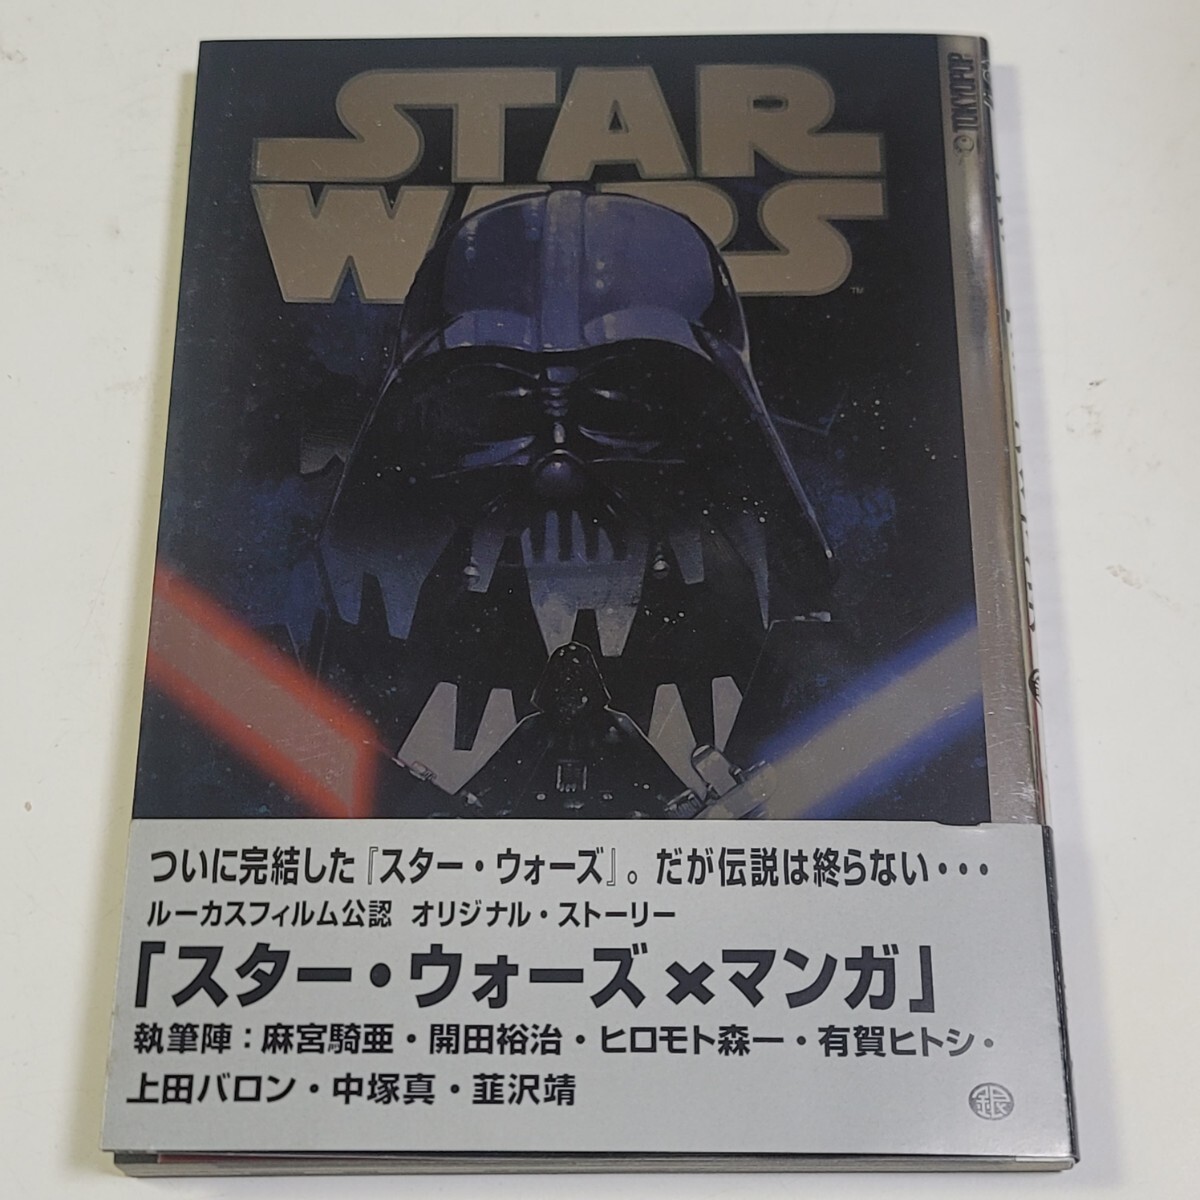 STAR
WARS
TM
TOKYOPOP
ついに完結した『スター・ウォーズ』。だが伝説は終らない・・・
ルーカスフィルム公認 オリジナル・ストーリー
「スター・ウォーズ×マンガ」
執筆陣：麻宮騎亜・開田裕治・ヒロモト森一・有賀ヒトシ・
上田バロン・中塚真・韮沢靖
銀